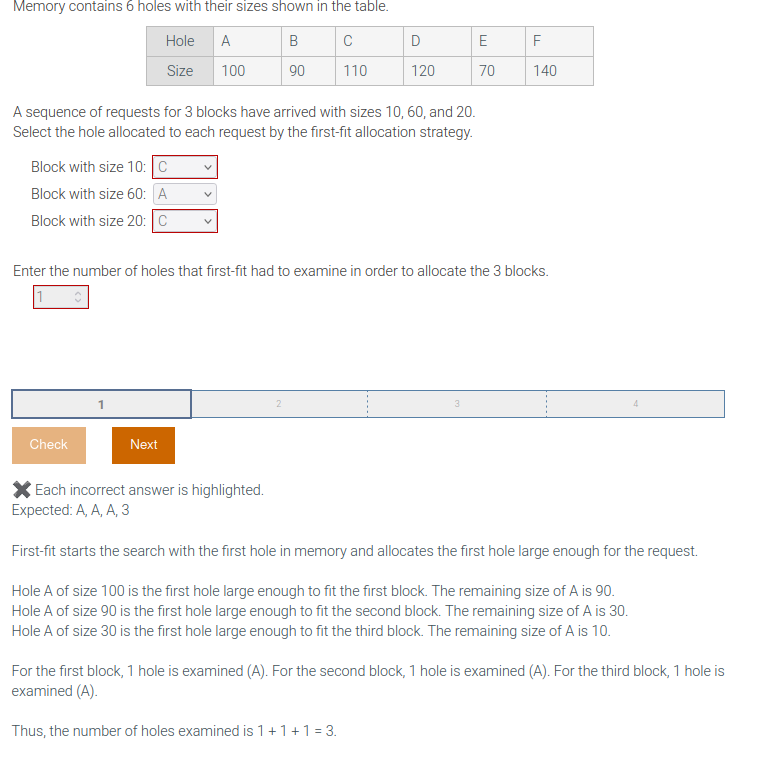 Memory contains 6 holes with their sizes shown in the table.
Hole A B C D E F
Size 100 90 110 120 70 140
A sequence of requests for 3 blocks have arrived with sizes 10, 60, and 20.
Select the hole allocated to each request by the first-fit allocation strategy.
Block with size 10: C
Block with size 60: A
Block with size 20: C
Enter the number of holes that first-fit had to examine in order to allocate the 3 blocks.
1
1 2 3 4
Check Next
Each incorrect answer is highlighted.
Expected: A, A, A, 3
First-fit starts the search with the first hole in memory and allocates the first hole large enough for the request.
Hole A of size 100 is the first hole large enough to fit the first block. The remaining size of A is 90.
Hole A of size 90 is the first hole large enough to fit the second block. The remaining size of A is 30.
Hole A of size 30 is the first hole large enough to fit the third block. The remaining size of A is 10.
For the first block, 1 hole is examined (A). For the second block, 1 hole is examined (A). For the third block, 1 hole is
examined (A).
Thus, the number of holes examined is 1 + 1 + 1 = 3.